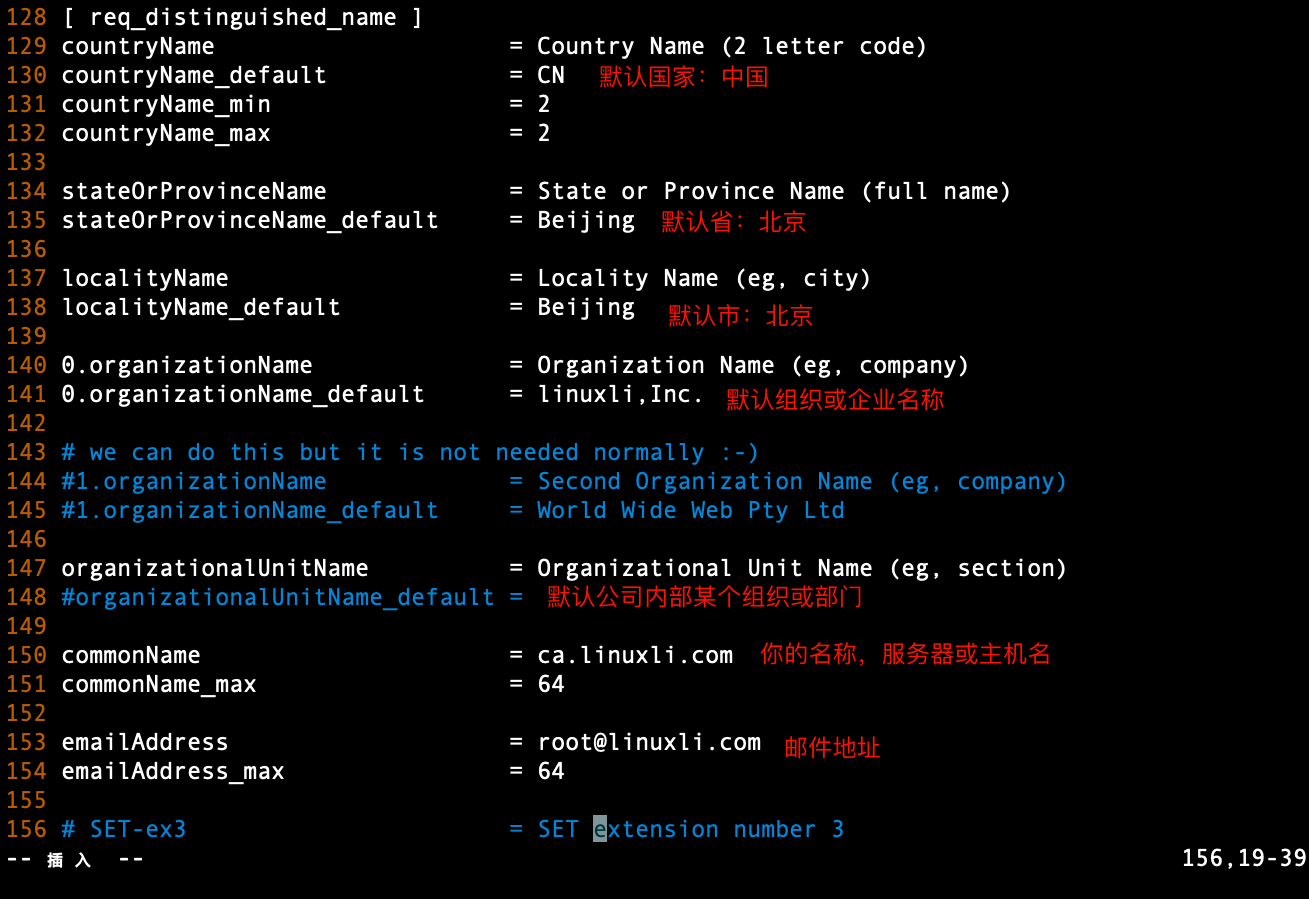 128 [ req_distinguished_name ]
129 countryName = Country Name (2 letter code)
130 countryName_default = CN 默认国家：中国
131 countryName_min = 2
132 countryName_max = 2
133
134 stateOrProvinceName = State or Province Name (full name)
135 stateOrProvinceName_default = Beijing 默认省：北京
136
137 localityName = Locality Name (eg, city)
138 localityName_default = Beijing 默认市：北京
139
140 0.organizationName = Organization Name (eg, company)
141 0.organizationName_default = linuxli,Inc. 默认组织或企业名称
142
143 # we can do this but it is not needed normally :-)
144 #1.organizationName = Second Organization Name (eg, company)
145 #1.organizationName_default = World Wide Web Pty Ltd
146
147 organizationalUnitName = Organizational Unit Name (eg, section)
148 #organizationalUnitName_default = 默认公司内部某个组织或部门
149
150 commonName = ca.linuxli.com 你的名称，服务器或主机名
151 commonName_max = 64
152
153 emailAddress = root@linuxli.com 邮件地址
154 emailAddress_max = 64
155
156 # SET-ex3 = SET extension number 3
-- 插入 -- 156,19-39